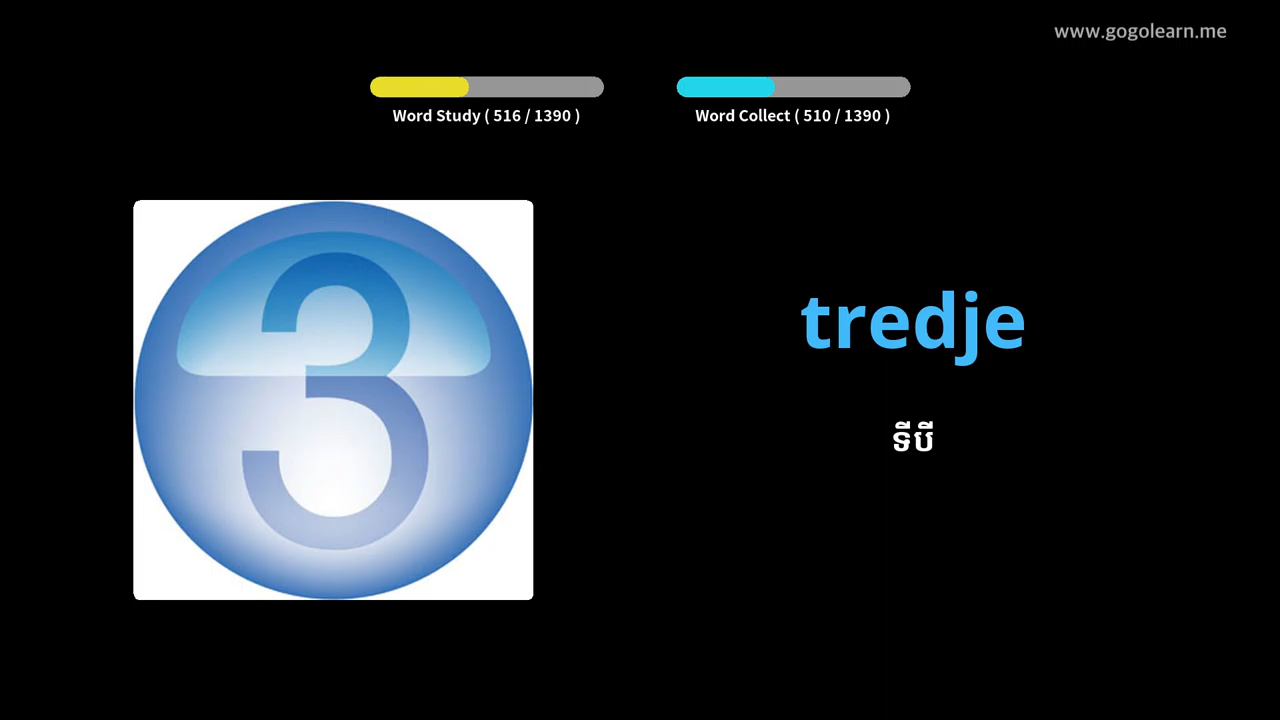 www.gogolearn.me
Word Study ( 516 / 1390 )
Word Collect ( 510 / 1390 )
3
tredje
ទីបី